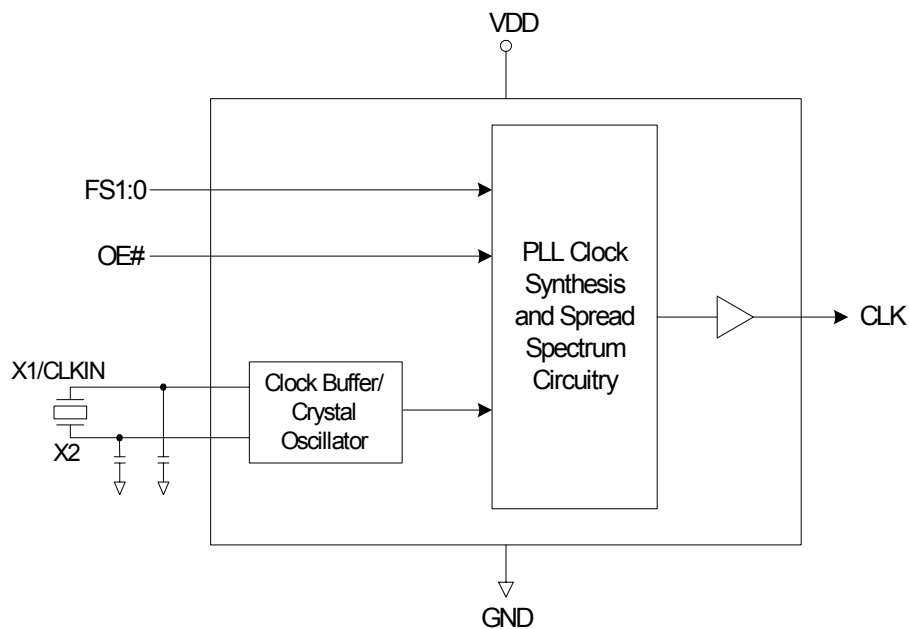 VDD
FS1:0
OE#
PLL Clock
Synthesis
and Spread
Spectrum
Circuitry
CLK
X1/CLKIN
Clock Buffer/
Crystal
Oscillator
X2
GND